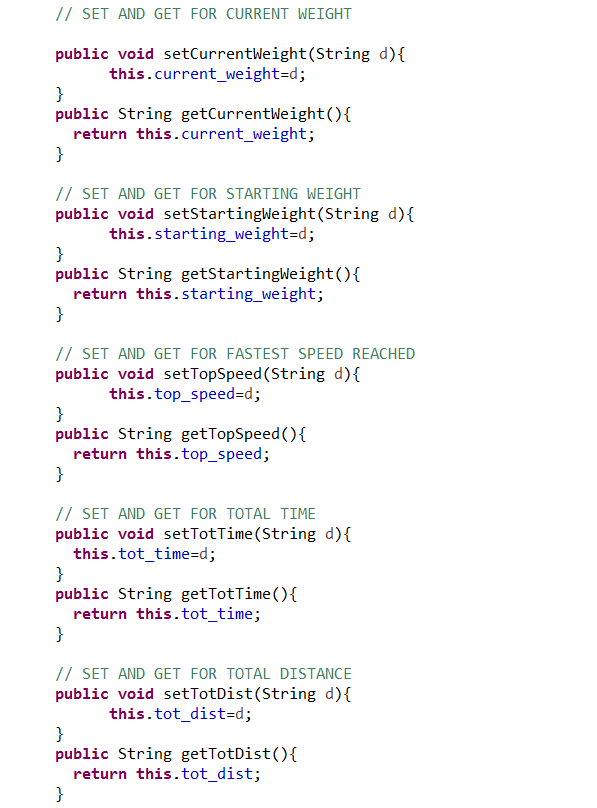 // SET AND GET FOR CURRENT WEIGHT
public void setCurrentWeight(String d){
this.current_weight=d;
}
public String getCurrentWeight(){
return this.current_weight;
}
// SET AND GET FOR STARTING WEIGHT
public void setStartingWeight(String d){
this.starting_weight=d;
}
public String getStartingWeight(){
return this.starting_weight;
}
// SET AND GET FOR FASTEST SPEED REACHED
public void setTopSpeed(String d){
this.top_speed=d;
}
public String getTopSpeed(){
return this.top_speed;
}
// SET AND GET FOR TOTAL TIME
public void setTotTime(String d){
this.tot_time=d;
}
public String getTotTime(){
return this.tot_time;
}
// SET AND GET FOR TOTAL DISTANCE
public void setTotDist(String d){
this.tot_dist=d;
}
public String getTotDist(){
return this.tot_dist;
}